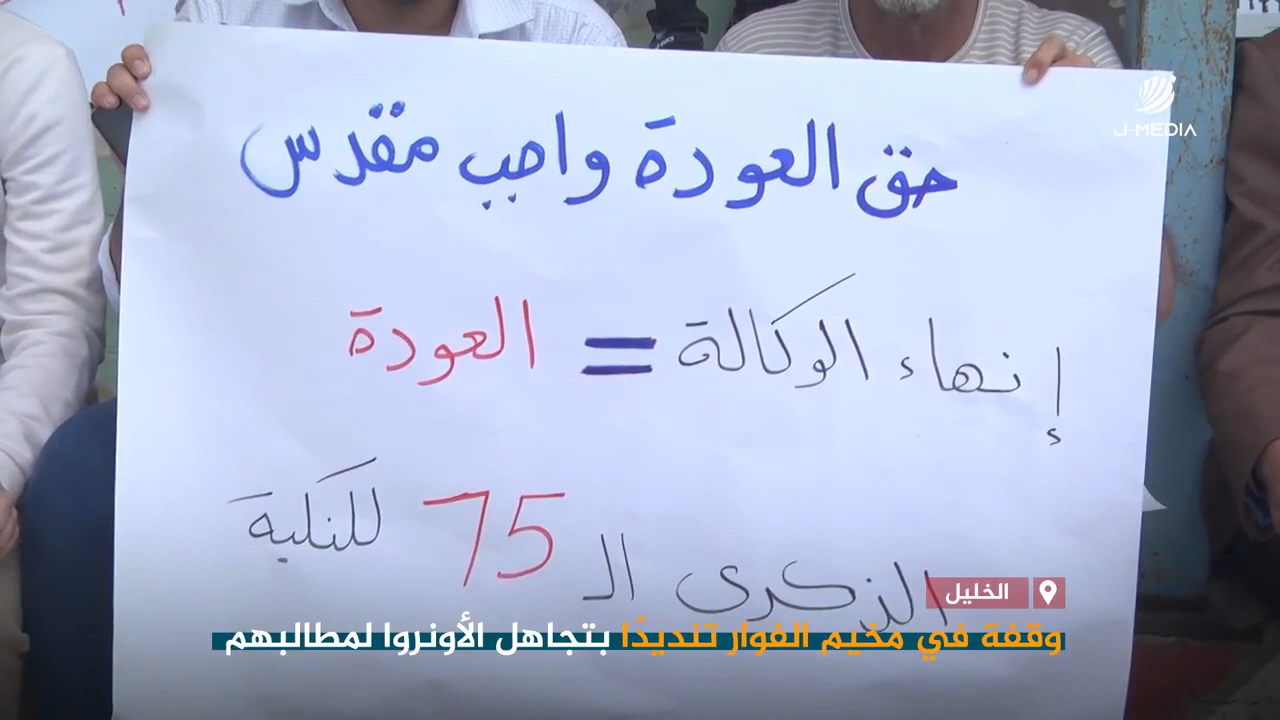 J-MEDIA
حق العودة واجب مقدس
إنهاء الوكالة = العودة
الذكرى الـ 75 للنكبة
الخليل
وقفة في مخيم الفوار تنديدًا بتجاهل الأونروا لمطالبهم